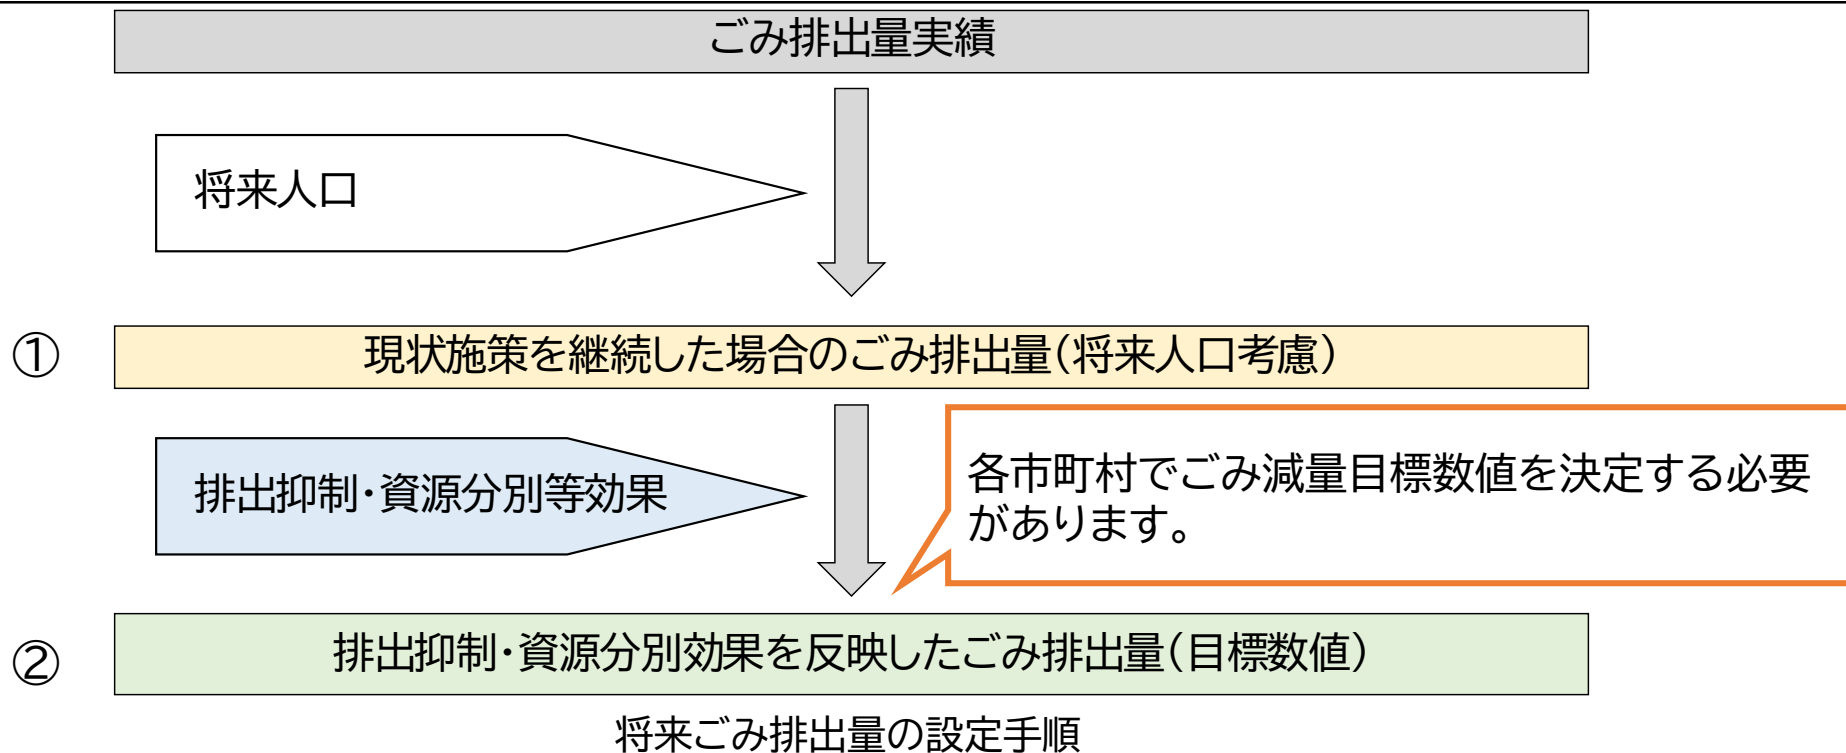 ごみ排出量実績
将来人口
①
現状施策を継続した場合のごみ排出量(将来人口考慮)
排出抑制・資源分別等効果
各市町村でごみ減量目標数値を決定する必要
があります。
②
排出抑制・資源分別効果を反映したごみ排出量(目標数値)
将来ごみ排出量の設定手順